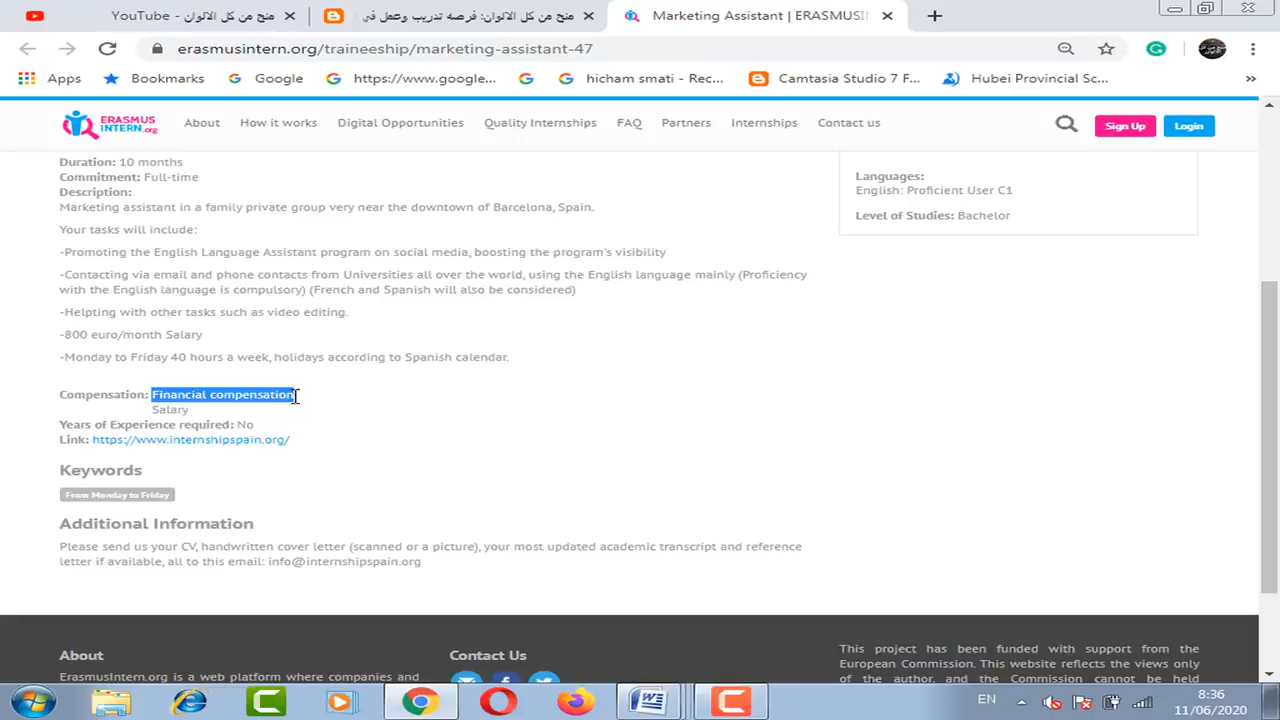 منح من كل الالوان - YouTube
منح من كل الالوان: فرصه تدريب وعمل في
Marketing Assistant | ERASMUSI
erasmusintern.org/traineeship/marketing-assistant-47
Apps Bookmarks Google https://www.google... hicham smati - Rec... Camtasia Studio 7 F... Hubei Provincial Sc... »
ERASMUS INTERN.org
About How it works Digital Opportunities Quality Internships FAQ Partners Internships Contact us Sign Up Login
Duration: 10 months
Commitment: Full-time
Description:
Marketing assistant in a family private group very near the downtown of Barcelona, Spain.
Your tasks will include:
-Promoting the English Language Assistant program on social media, boosting the program's visibility
-Contacting via email and phone contacts from Universities all over the world, using the English language mainly (Proficiency
with the English language is compulsory) (French and Spanish will also be considered)
-Helpting with other tasks such as video editing.
-800 euro/month Salary
-Monday to Friday 40 hours a week, holidays according to Spanish calendar.
Compensation: Financial compensation
Salary
Years of Experience required: No
Link: https://www.internshipspain.org/
Keywords
From Monday to Friday
Additional Information
Please send us your CV, handwritten cover letter (scanned or a picture), your most updated academic transcript and reference
letter if available, all to this email: info@internshipspain.org
Languages:
English: Proficient User C1
Level of Studies: Bachelor
About
ErasmusIntern.org is a web platform where companies and
Contact Us
This project has been funded with support from the
European Commission. This website reflects the views only
of the author, and the Commission cannot be held
EN
8:36
11/06/2020